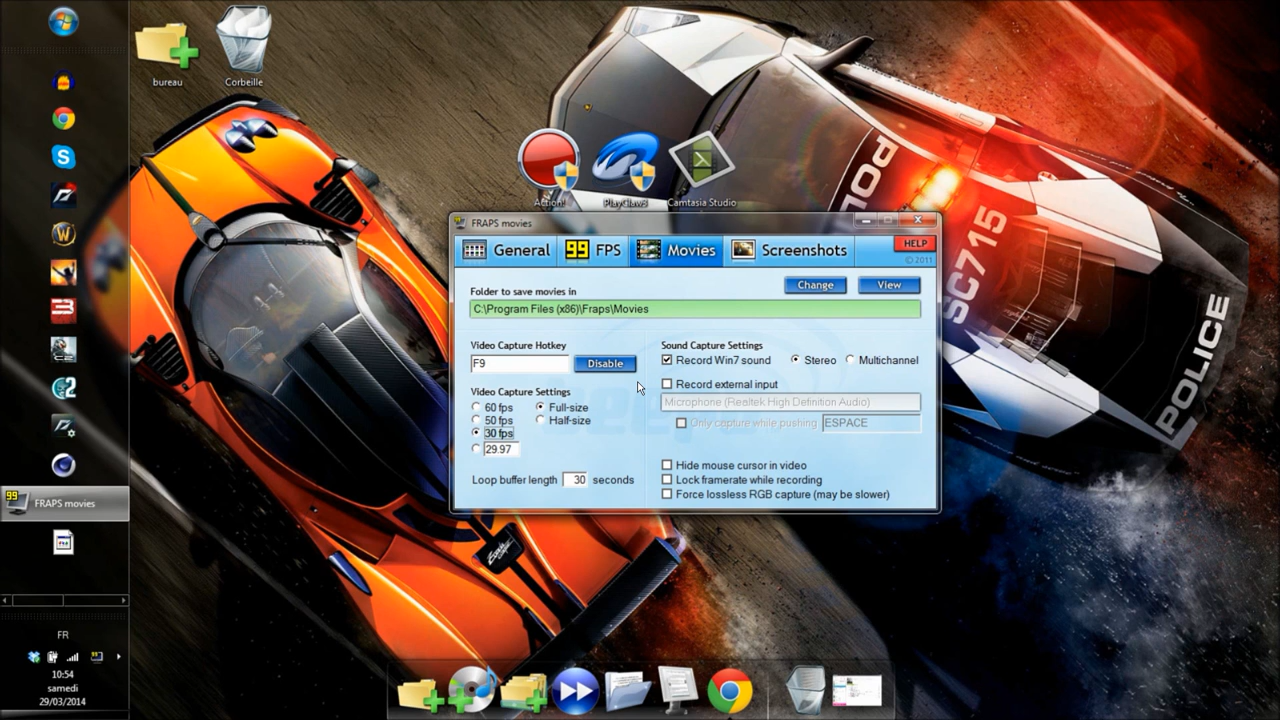 bureau
Corbeille
Action!
PlayClaw3
Camtasia Studio
POLICE
SC715
POLICE
FRAPS movies
99 General
FPS
Movies
Screenshots
HELP
© 2011
Folder to save movies in
Change
View
C:\Program Files (x86)\Fraps\Movies
Video Capture Hotkey
F9
Disable
Sound Capture Settings
Record Win7 sound
Stereo
Multichannel
Record external input
Microphone (Realtek High Definition Audio)
Only capture while pushing
ESPACE
Video Capture Settings
60 fps
50 fps
30 fps
29.97
Full-size
Half-size
Loop buffer length 30 seconds
Hide mouse cursor in video
Lock framerate while recording
Force lossless RGB capture (may be slower)
99
FRAPS movies
FR
10:54
samedi
29/03/2014